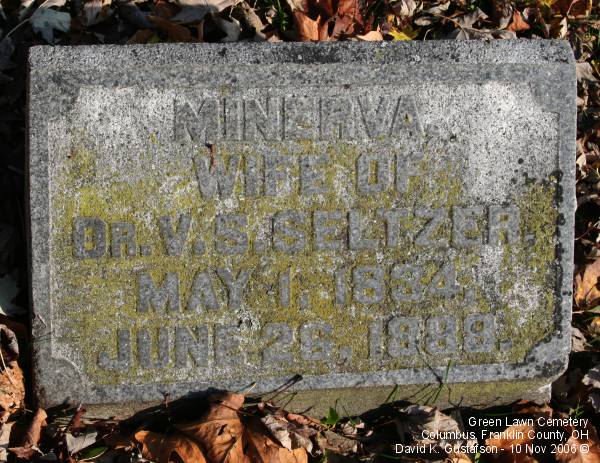 MINERVA.
WIFE OF
DR. V. S. SELTZER.
MAY 1, 1834.
JUNE 26, 1888.
Green Lawn Cemetery
Columbus, Franklin County, OH
David K. Gustafson - 10 Nov 2006 ©